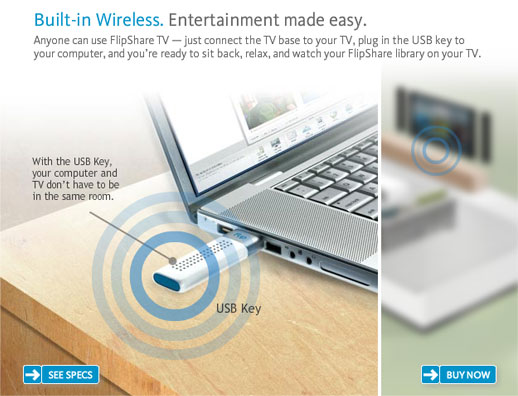 Built-in Wireless. Entertainment made easy.
Anyone can use FlipShare TV — just connect the TV base to your TV, plug in the USB key to
your computer, and you're ready to sit back, relax, and watch your FlipShare library on your TV.
With the USB Key,
your computer and
TV don't have to be
in the same room.
USB Key
SEE SPECS
BUY NOW